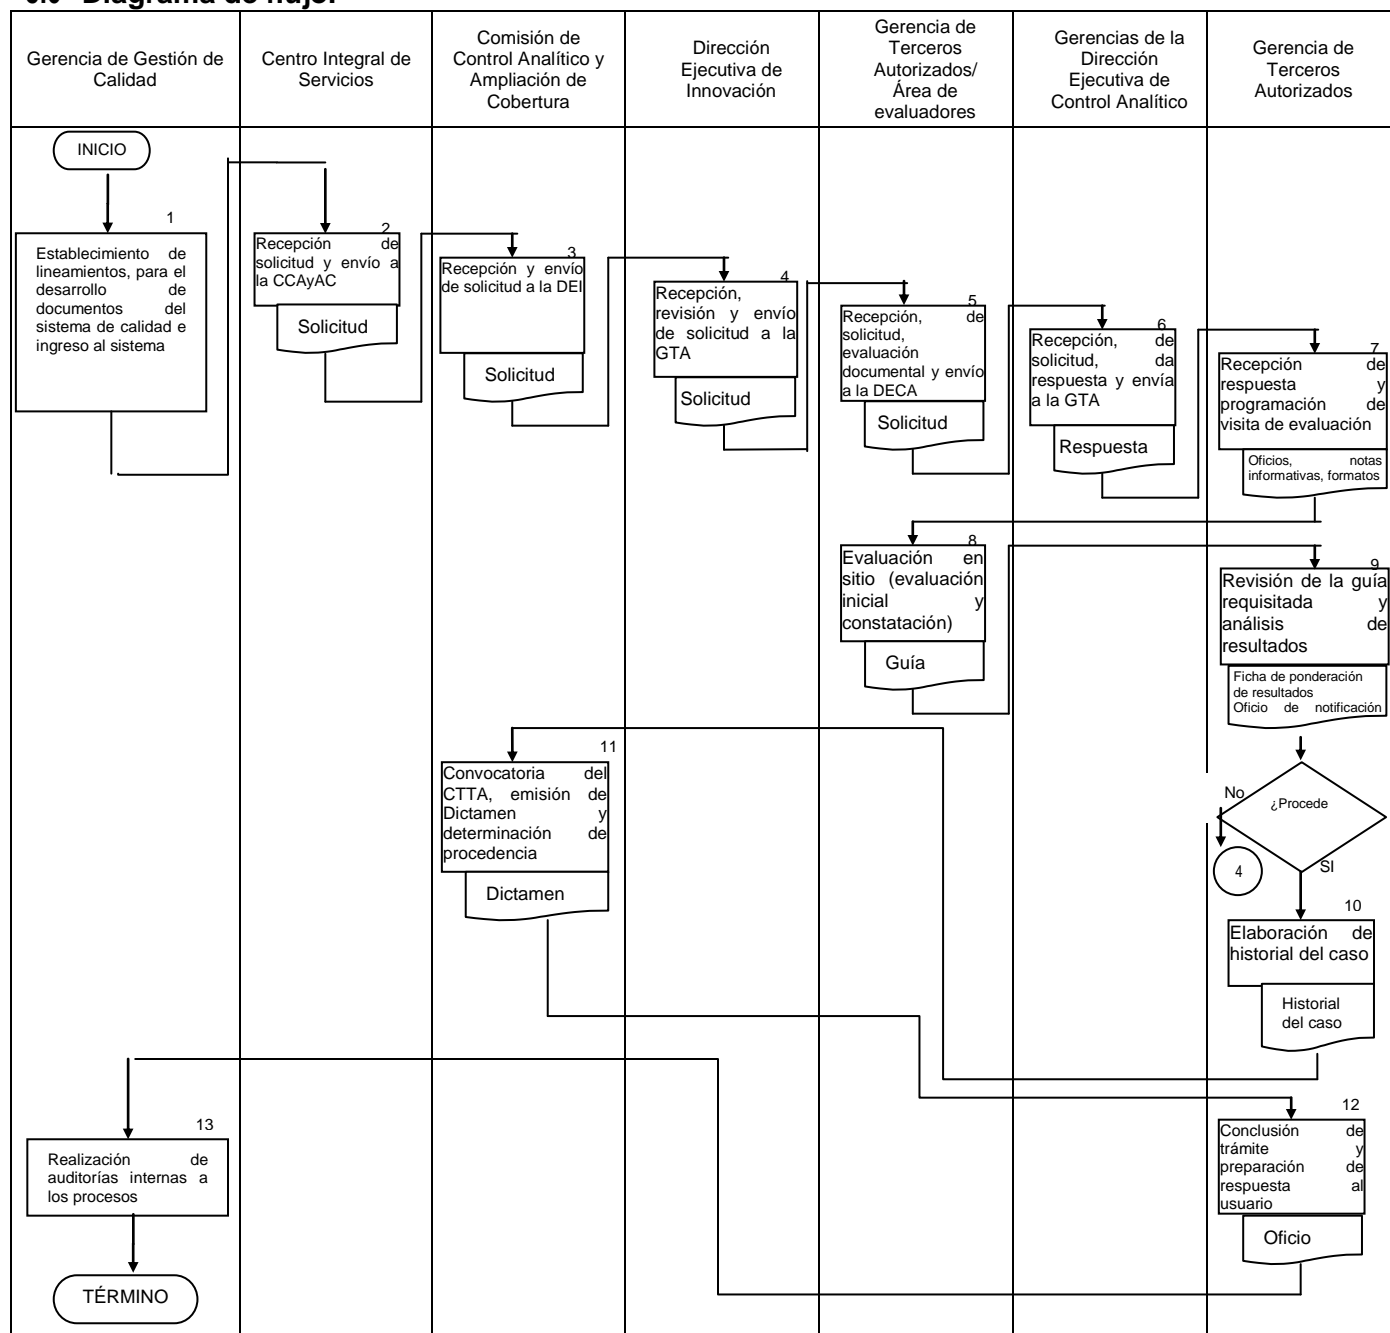 Diagrama de flujo.
Gerencia de Gestión de
Calidad
Centro Integral de
Servicios
Comisión de
Control Analítico y
Ampliación de
Cobertura
Dirección
Ejecutiva de
Innovación
Gerencia de
Terceros
Autorizados/
Área de
evaluadores
Gerencias de la
Dirección
Ejecutiva de
Control Analítico
Gerencia de
Terceros
Autorizados
INICIO
1
Establecimiento de
lineamientos, para el
desarrollo de
documentos del
sistema de calidad e
ingreso al sistema
2
Recepción de
solicitud y envío a
la CCAyAC
Solicitud
3
Recepción y envío
de solicitud a la DEI
Solicitud
4
Recepción,
revisión y envío
de solicitud a la
GTA
Solicitud
5
Recepción, de
solicitud,
evaluación
documental y envío
a la DECA
Solicitud
6
Recepción, de
solicitud, da
respuesta y envía
a la GTA
Respuesta
7
Recepción de
respuesta y
programación de
visita de evaluación
Oficios, notas
informativas, formatos
8
Evaluación en
sitio (evaluación
inicial y
constatación)
Guía
9
Revisión de la guía
requisitada y
análisis de
resultados
Ficha de ponderación
de resultados
Oficio de notificación
¿Procede
No
4
SI
10
Elaboración de
historial del caso
Historial
del caso
11
Convocatoria del
CTTA, emisión de
Dictamen y
determinación de
procedencia
Dictamen
12
Conclusión de
trámite y
preparación de
respuesta al
usuario
Oficio
13
Realización de
auditorías internas a
los procesos
TÉRMINO